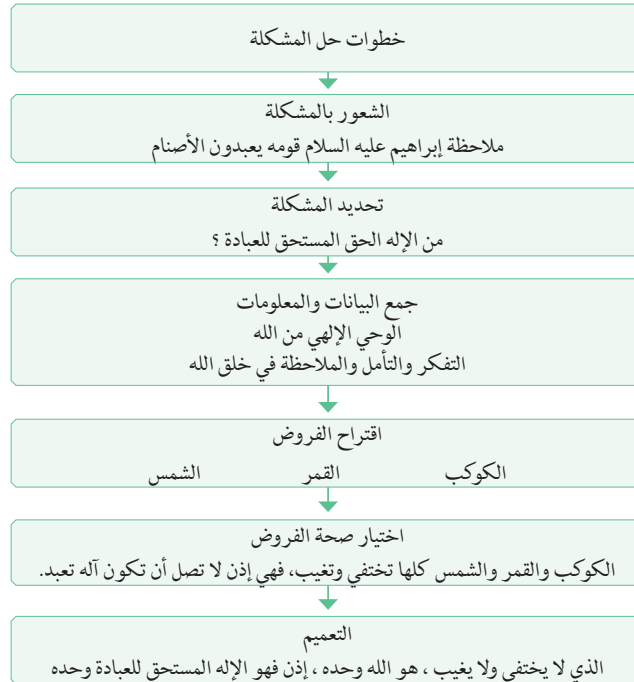 خطوات حل المشكلة
الشعور بالمشكلة
ملاحظة إبراهيم عليه السلام قومه يعبدون الأصنام
تحديد المشكلة
من الإله الحق المستحق للعبادة ؟
جمع البيانات والمعلومات
الوحي الإلهي من الله
التفكر والتأمل والملاحظة في خلق الله
اقتراح الفروض
الكوكب القمر الشمس
اختيار صحة الفروض
الكوكب والقمر والشمس كلها تختفي وتغيب، فهي إذن لا تصل أن تكون آله تعبد.
التعميم
الذي لا يختفي ولا يغيب ، هو الله وحده ، إذن فهو الإله المستحق للعبادة وحده